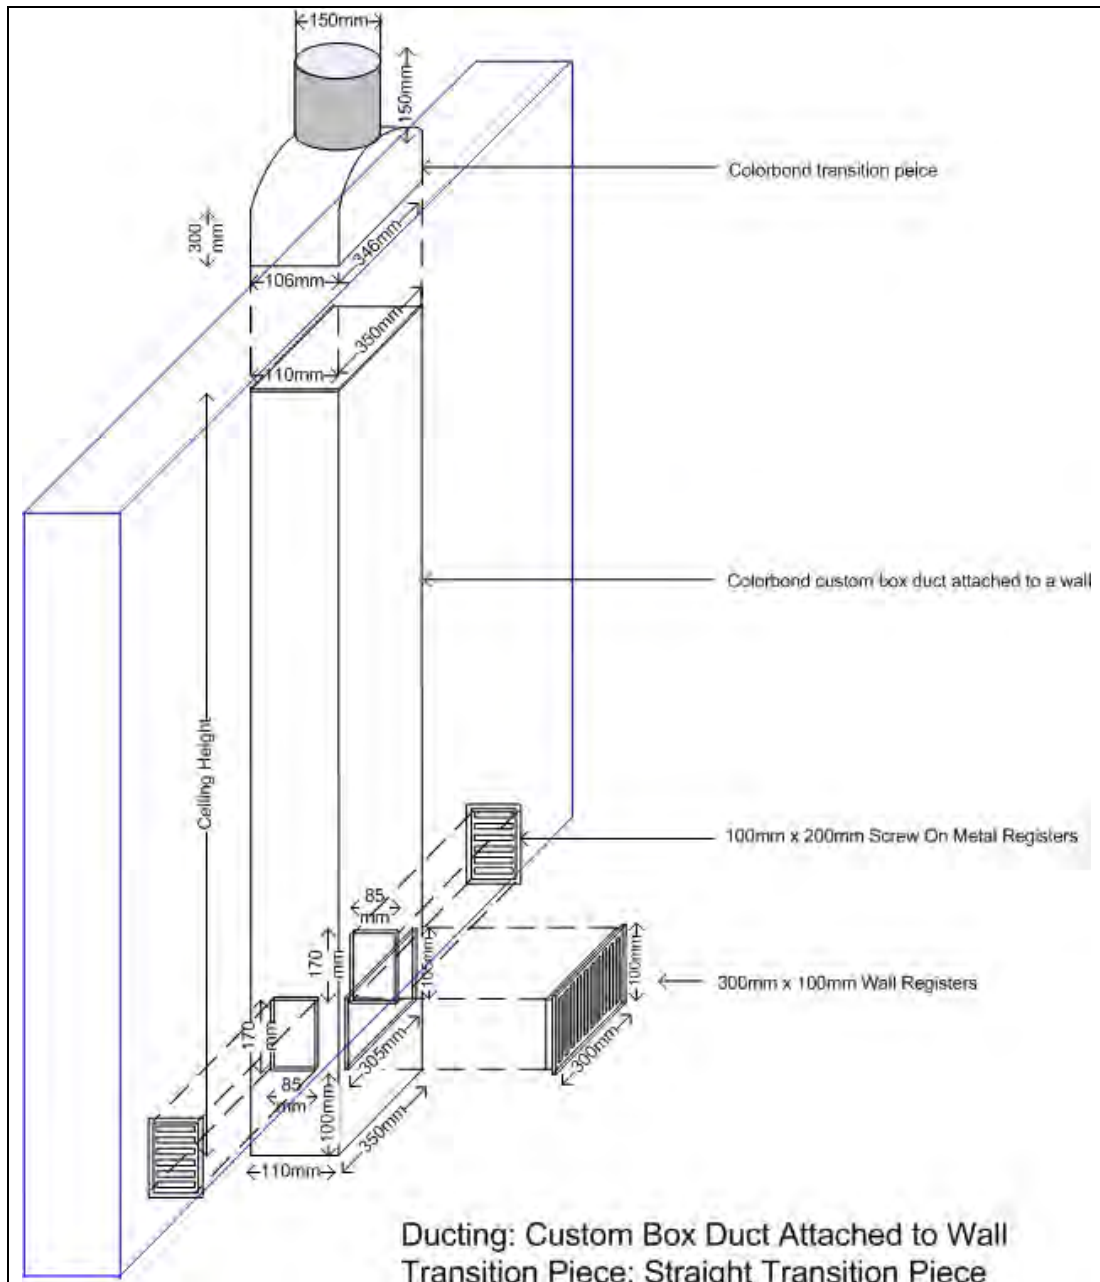 150mm
150mm
Colorbond transition peice
300
mm
346mm
106mm
350mm
110mm
Colorbond custom box duct attached to a wall
Ceiling Height
100mm x 200mm Screw On Metal Registers
85
mm
170
mm
105mm
100mm
300mm x 100mm Wall Registers
170
mm
305mm
300mm
85
mm
100mm
350mm
110mm
Ducting: Custom Box Duct Attached to Wall
Transition Piece: Straight Transition Piece